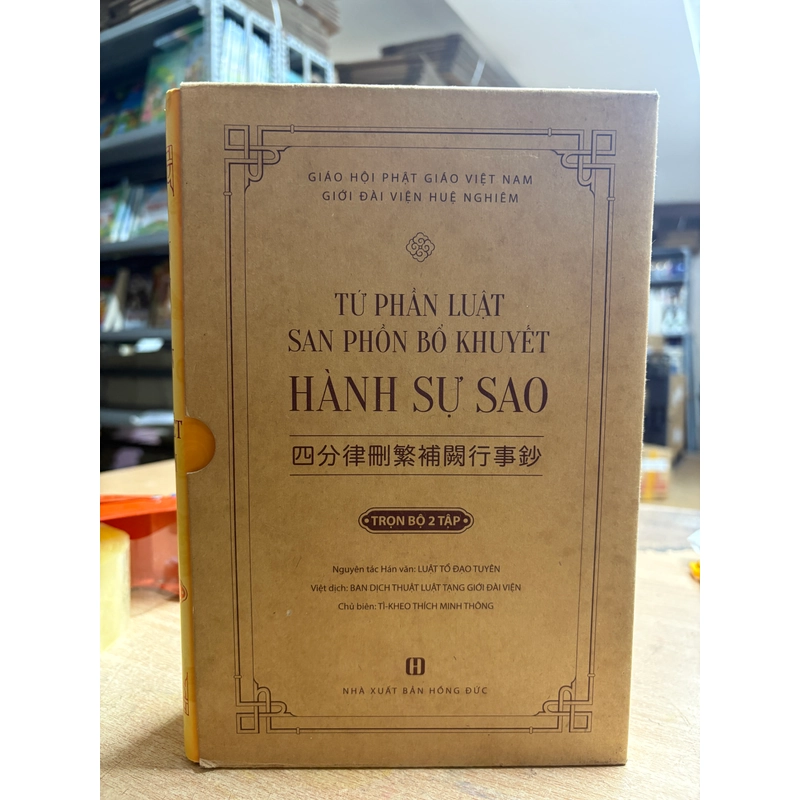 GIÁO HỘI PHẬT GIÁO VIỆT NAM
GIỚI ĐÀI VIỆN HUỆ NGHIÊM
TỨ PHẦN LUẬT
SAN PHỒN BỔ KHUYẾT
HÀNH SỰ SAO
四分律刪繁補闕行事鈔
TRỌN BỘ 2 TẬP
Nguyên tác Hán văn: LUẬT TỔ ĐẠO TUYÊN
Việt dịch: BAN DỊCH THUẬT LUẬT TẠNG GIỚI ĐÀI VIỆN
Chủ biên: TÌ-KHEO THÍCH MINH THÔNG
NHÀ XUẤT BẢN HỒNG ĐỨC